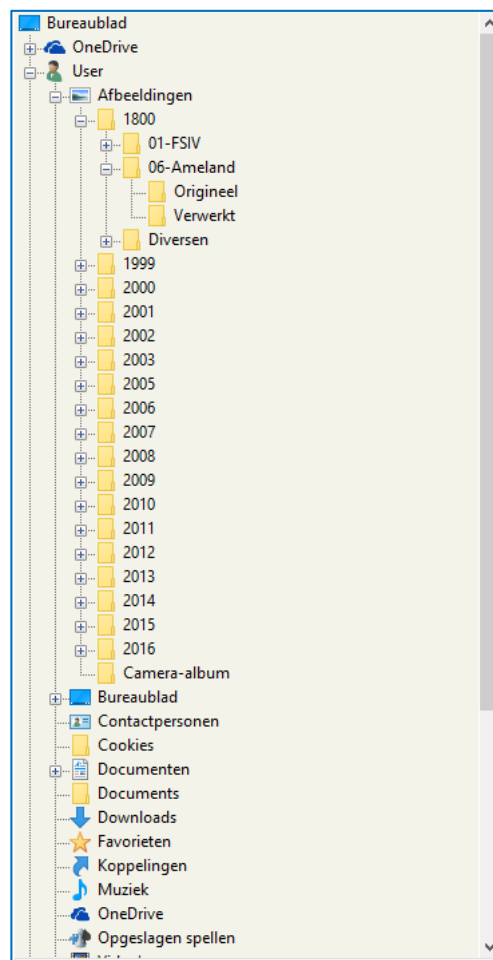 Bureaublad
OneDrive
User
Afbeeldingen
1800
01-FSIV
06-Ameland
Origineel
Verwerkt
Diversen
1999
2000
2001
2002
2003
2005
2006
2007
2008
2009
2010
2011
2012
2013
2014
2015
2016
Camera-album
Bureaublad
Contactpersonen
Cookies
Documenten
Documents
Downloads
Favorieten
Koppelingen
Muziek
OneDrive
Opgeslagen spellen